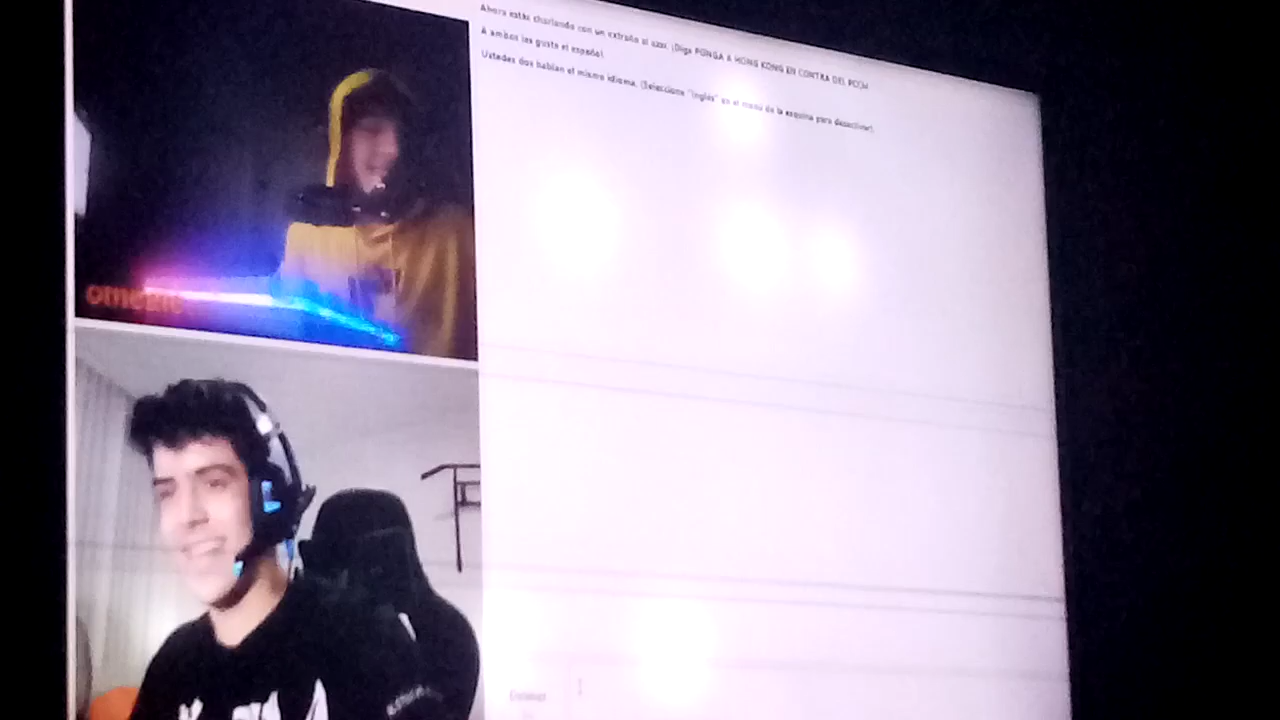 Ahora estás charlando con un extraño al azar. ¡Diga PONGA A HONG KONG EN CONTRA DEL PCCH
A ambos les gusta el español.
Ustedes dos hablan el mismo idioma. (Seleccione "Inglés" en el menú de la esquina para desactivar)
omegle